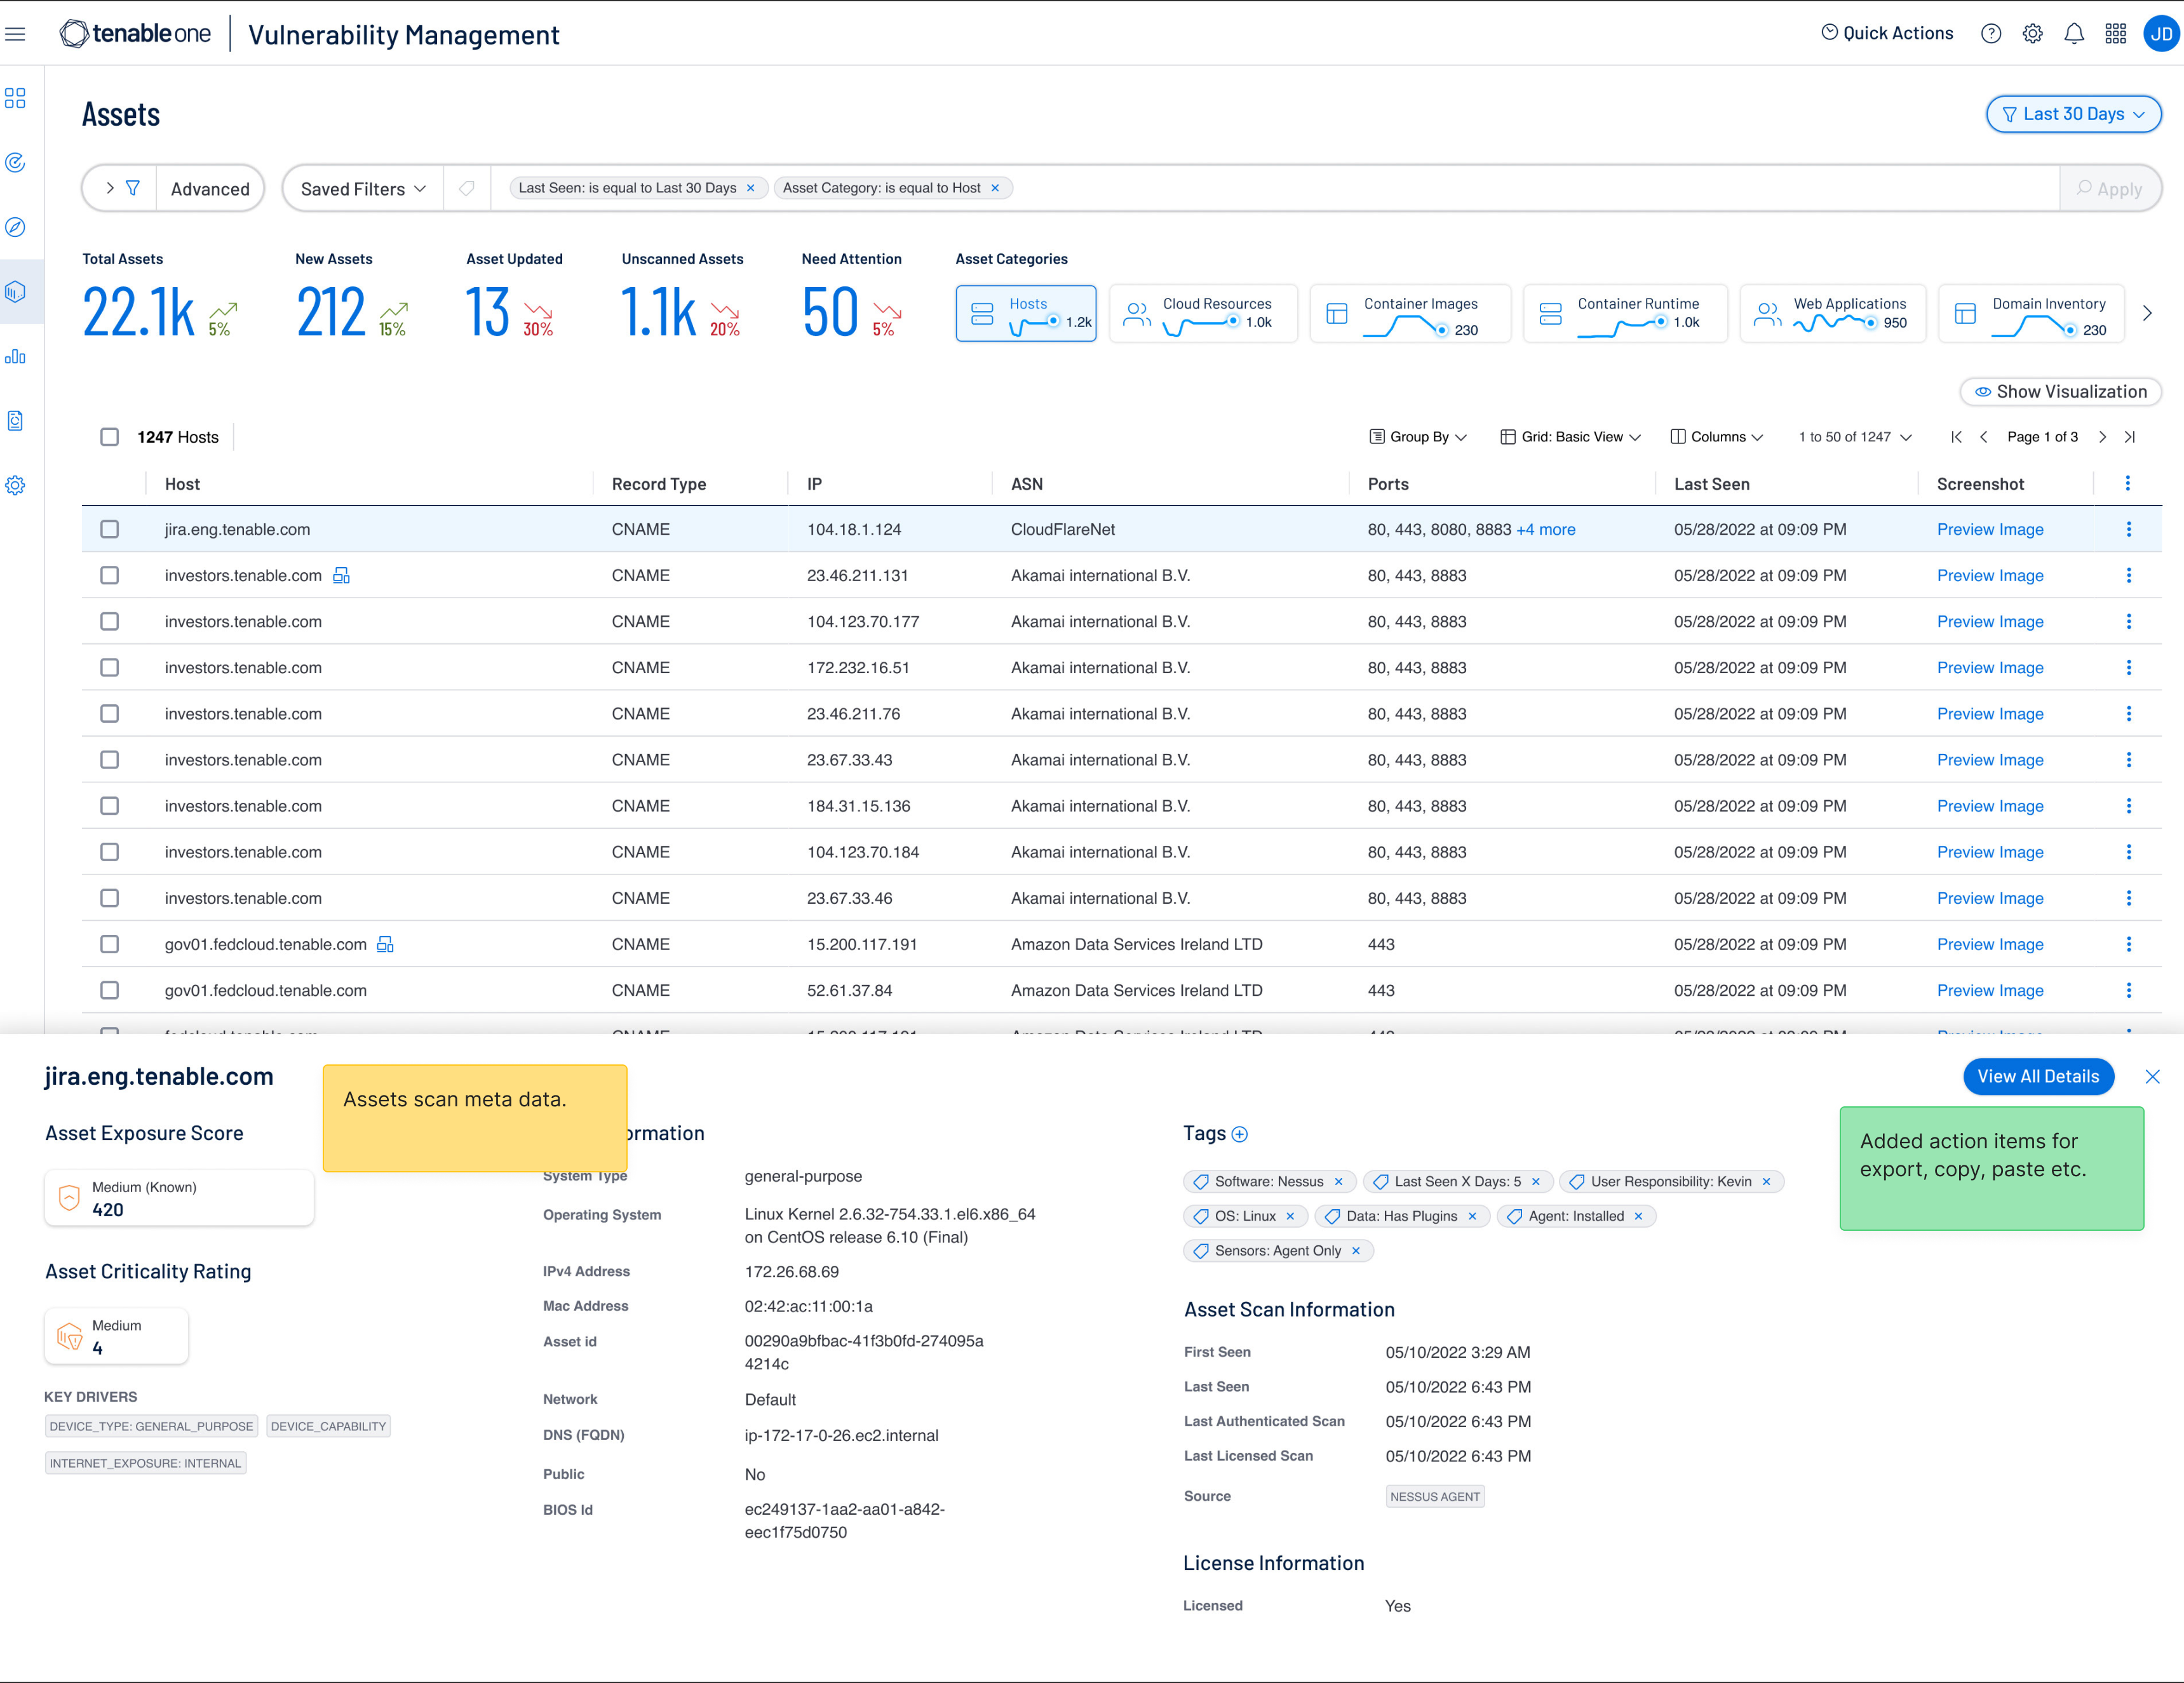 tenable one
Vulnerability Management
Quick Actions
JD
Assets
Last 30 Days
Advanced
Saved Filters
Last Seen: is equal to Last 30 Days
Asset Category: is equal to Host
Apply
Total Assets
22.1k
5%
New Assets
212
15%
Asset Updated
13
30%
Unscanned Assets
1.1k
20%
Need Attention
50
5%
Asset Categories
Hosts
1.2k
Cloud Resources
1.0k
Container Images
230
Container Runtime
1.0k
Web Applications
950
Domain Inventory
230
Show Visualization
1247 Hosts
Group By
Grid: Basic View
Columns
1 to 50 of 1247
Page 1 of 3
Host Record Type IP ASN Ports Last Seen Screenshot
jira.eng.tenable.com CNAME 104.18.1.124 CloudFlareNet 80, 443, 8080, 8883 +4 more 05/28/2022 at 09:09 PM Preview Image
investors.tenable.com CNAME 23.46.211.131 Akamai international B.V. 80, 443, 8883 05/28/2022 at 09:09 PM Preview Image
investors.tenable.com CNAME 104.123.70.177 Akamai international B.V. 80, 443, 8883 05/28/2022 at 09:09 PM Preview Image
investors.tenable.com CNAME 172.232.16.51 Akamai international B.V. 80, 443, 8883 05/28/2022 at 09:09 PM Preview Image
investors.tenable.com CNAME 23.46.211.76 Akamai international B.V. 80, 443, 8883 05/28/2022 at 09:09 PM Preview Image
investors.tenable.com CNAME 23.67.33.43 Akamai international B.V. 80, 443, 8883 05/28/2022 at 09:09 PM Preview Image
investors.tenable.com CNAME 184.31.15.136 Akamai international B.V. 80, 443, 8883 05/28/2022 at 09:09 PM Preview Image
investors.tenable.com CNAME 104.123.70.184 Akamai international B.V. 80, 443, 8883 05/28/2022 at 09:09 PM Preview Image
investors.tenable.com CNAME 23.67.33.46 Akamai international B.V. 80, 443, 8883 05/28/2022 at 09:09 PM Preview Image
gov01.fedcloud.tenable.com CNAME 15.200.117.191 Amazon Data Services Ireland LTD 443 05/28/2022 at 09:09 PM Preview Image
gov01.fedcloud.tenable.com CNAME 52.61.37.84 Amazon Data Services Ireland LTD 443 05/28/2022 at 09:09 PM Preview Image
jira.eng.tenable.com
Assets scan meta data.
View All Details
Added action items for
export, copy, paste etc.
Asset Exposure Score
Medium (Known)
420
Asset Criticality Rating
Medium
4
KEY DRIVERS
DEVICE_TYPE: GENERAL_PURPOSE
DEVICE_CAPABILITY
INTERNET_EXPOSURE: INTERNAL
ormation
System Type general-purpose
Operating System Linux Kernel 2.6.32-754.33.1.el6.x86_64
on CentOS release 6.10 (Final)
IPv4 Address 172.26.68.69
Mac Address 02:42:ac:11:00:1a
Asset id 00290a9bfbac-41f3b0fd-274095a
4214c
Network Default
DNS (FQDN) ip-172-17-0-26.ec2.internal
Public No
BIOS Id ec249137-1aa2-aa01-a842-
eec1f75d0750
Tags
Software: Nessus
Last Seen X Days: 5
User Responsibility: Kevin
OS: Linux
Data: Has Plugins
Agent: Installed
Sensors: Agent Only
Asset Scan Information
First Seen 05/10/2022 3:29 AM
Last Seen 05/10/2022 6:43 PM
Last Authenticated Scan 05/10/2022 6:43 PM
Last Licensed Scan 05/10/2022 6:43 PM
Source NESSUS AGENT
License Information
Licensed Yes